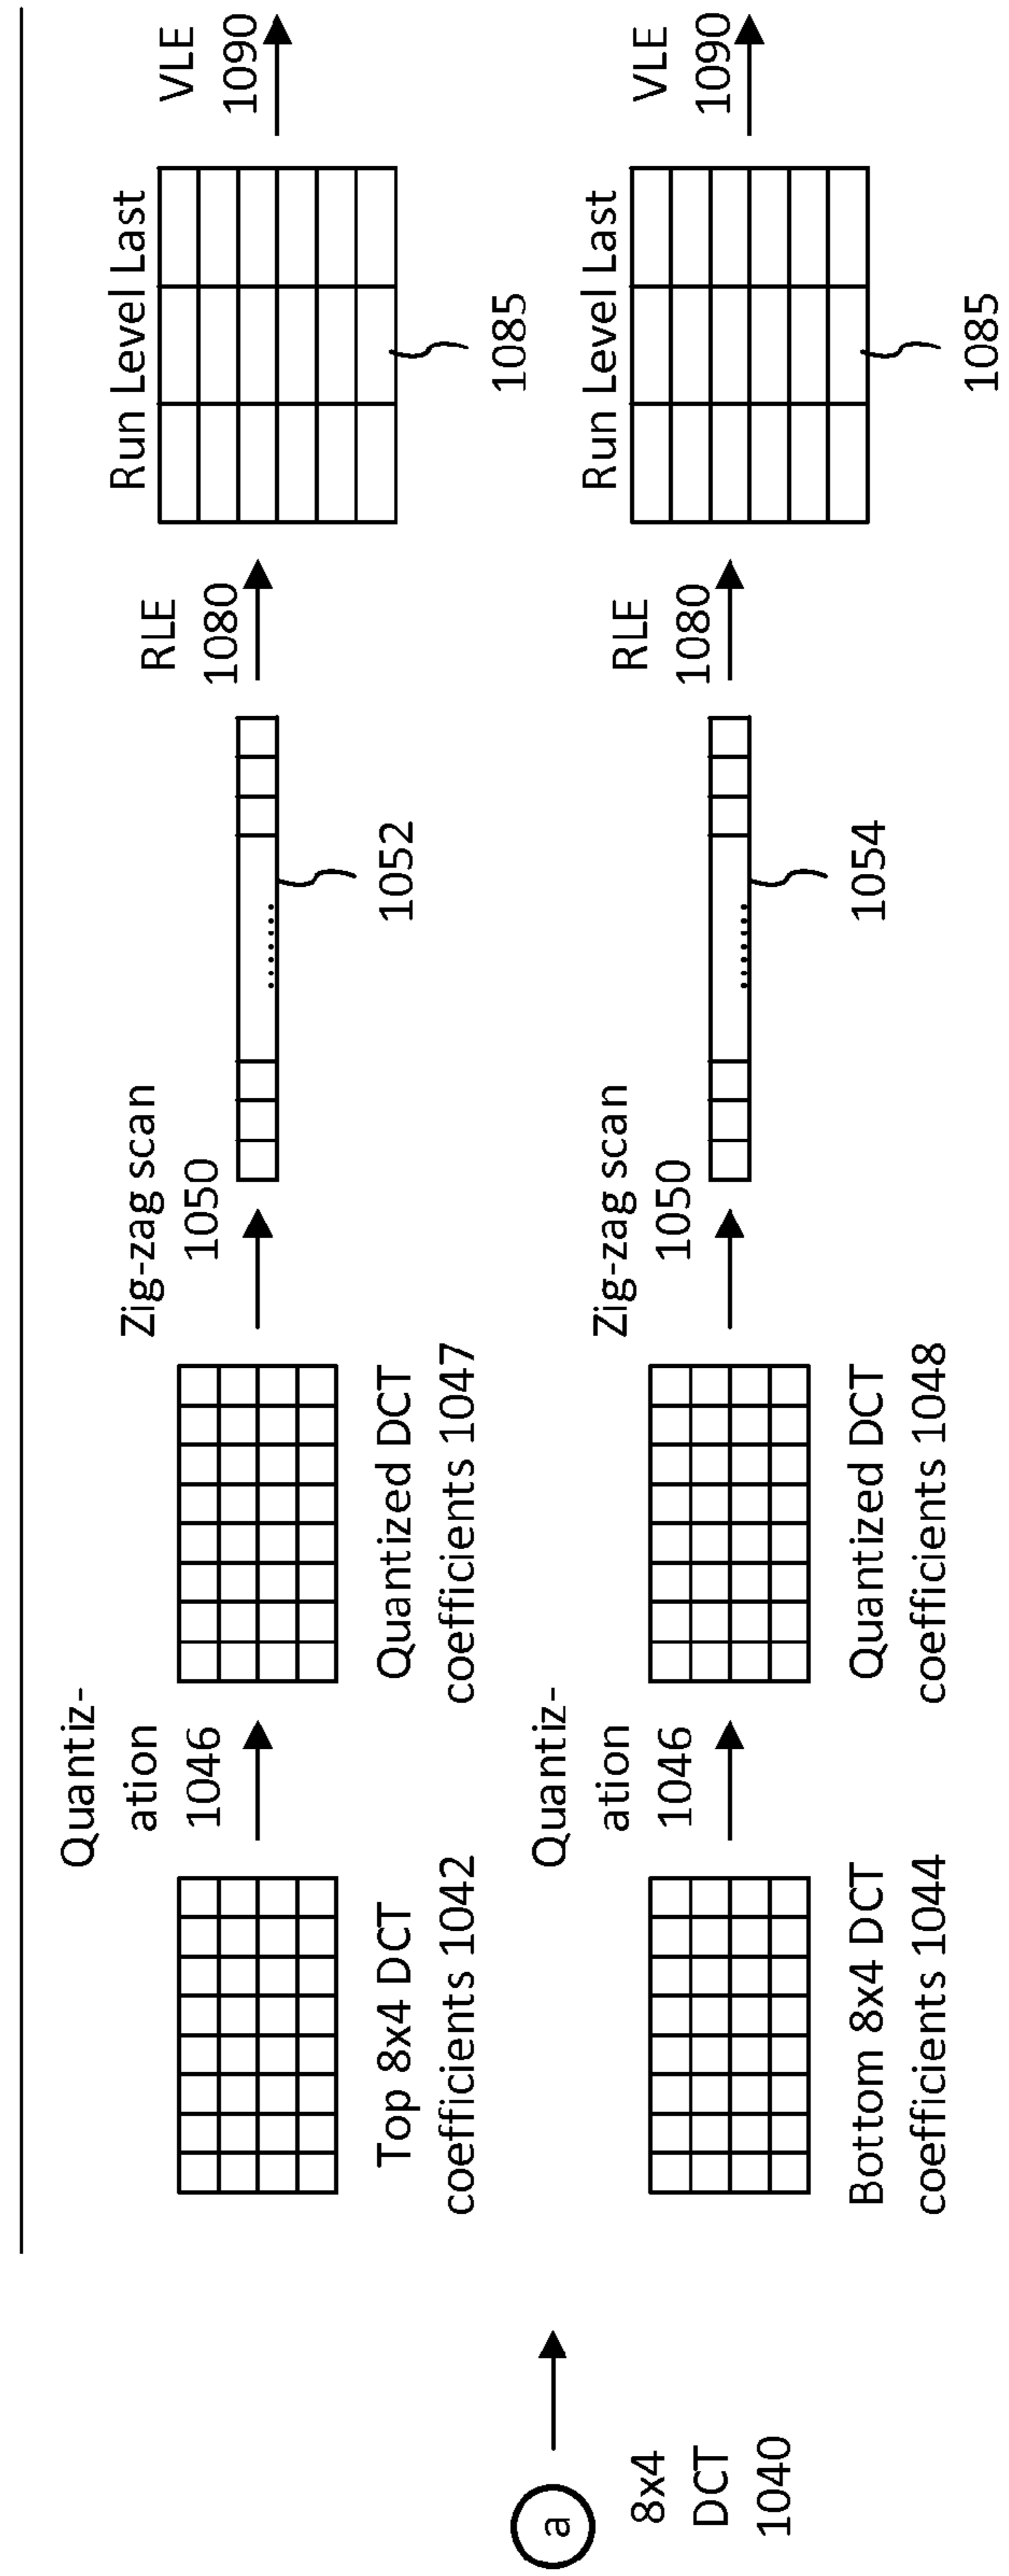 a
8x4
DCT
1040
Quantiz-
ation
1046
Top 8x4 DCT
coefficients 1042
Zig-zag scan
1050
Quantized DCT
coefficients 1047
1052
RLE
1080
Run Level Last
1085
VLE
1090
Quantiz-
ation
1046
Bottom 8x4 DCT
coefficients 1044
Zig-zag scan
1050
Quantized DCT
coefficients 1048
1054
RLE
1080
Run Level Last
1085
VLE
1090